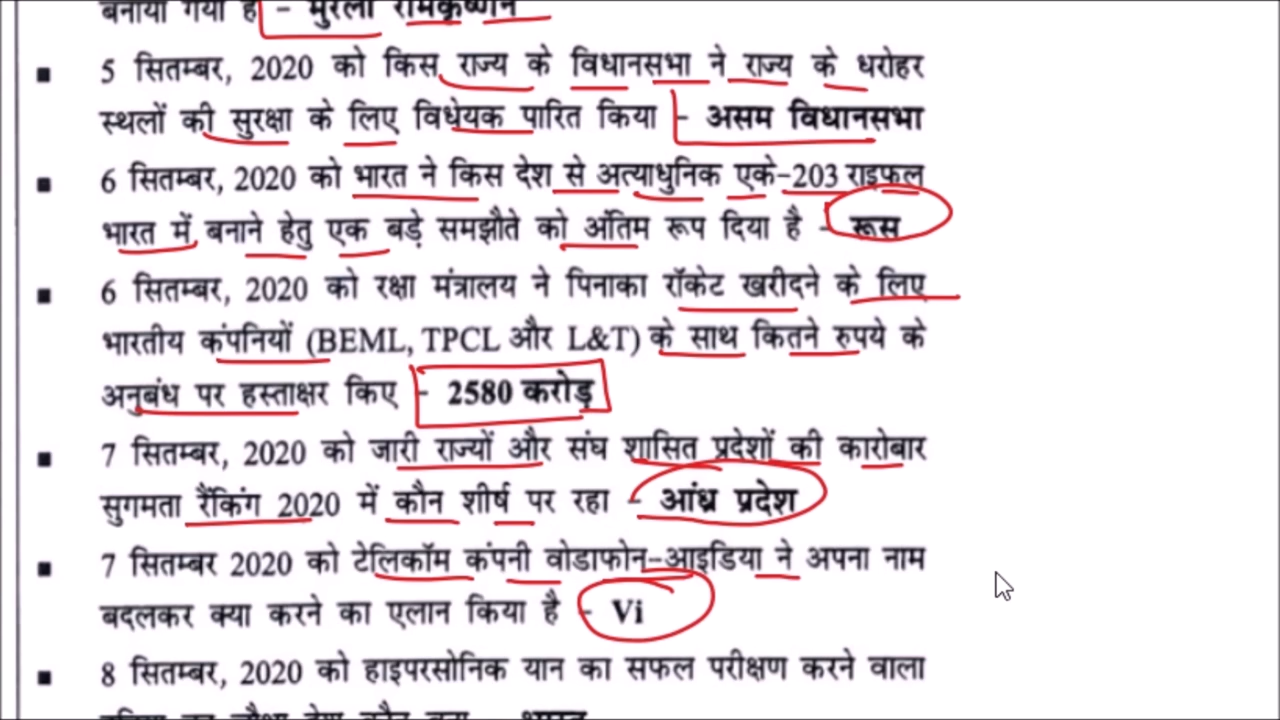 बनाया गया है - मुरली रामकृष्णन
■ 5 सितम्बर, 2020 को किस राज्य के विधानसभा ने राज्य के धरोहर
स्थलों की सुरक्षा के लिए विधेयक पारित किया - असम विधानसभा
■ 6 सितम्बर, 2020 को भारत ने किस देश से अत्याधुनिक एके-203 राइफल
भारत में बनाने हेतु एक बड़े समझौते को अंतिम रूप दिया है - रूस
■ 6 सितम्बर, 2020 को रक्षा मंत्रालय ने पिनाका रॉकेट खरीदने के लिए
भारतीय कंपनियों (BEML, TPCL और L&T) के साथ कितने रुपये के
अनुबंध पर हस्ताक्षर किए - 2580 करोड़
■ 7 सितम्बर, 2020 को जारी राज्यों और संघ शासित प्रदेशों की कारोबार
सुगमता रैंकिंग 2020 में कौन शीर्ष पर रहा - आंध्र प्रदेश
■ 7 सितम्बर 2020 को टेलिकॉम कंपनी वोडाफोन-आइडिया ने अपना नाम
बदलकर क्या करने का एलान किया है - Vi
■ 8 सितम्बर, 2020 को हाइपरसोनिक यान का सफल परीक्षण करने वाला